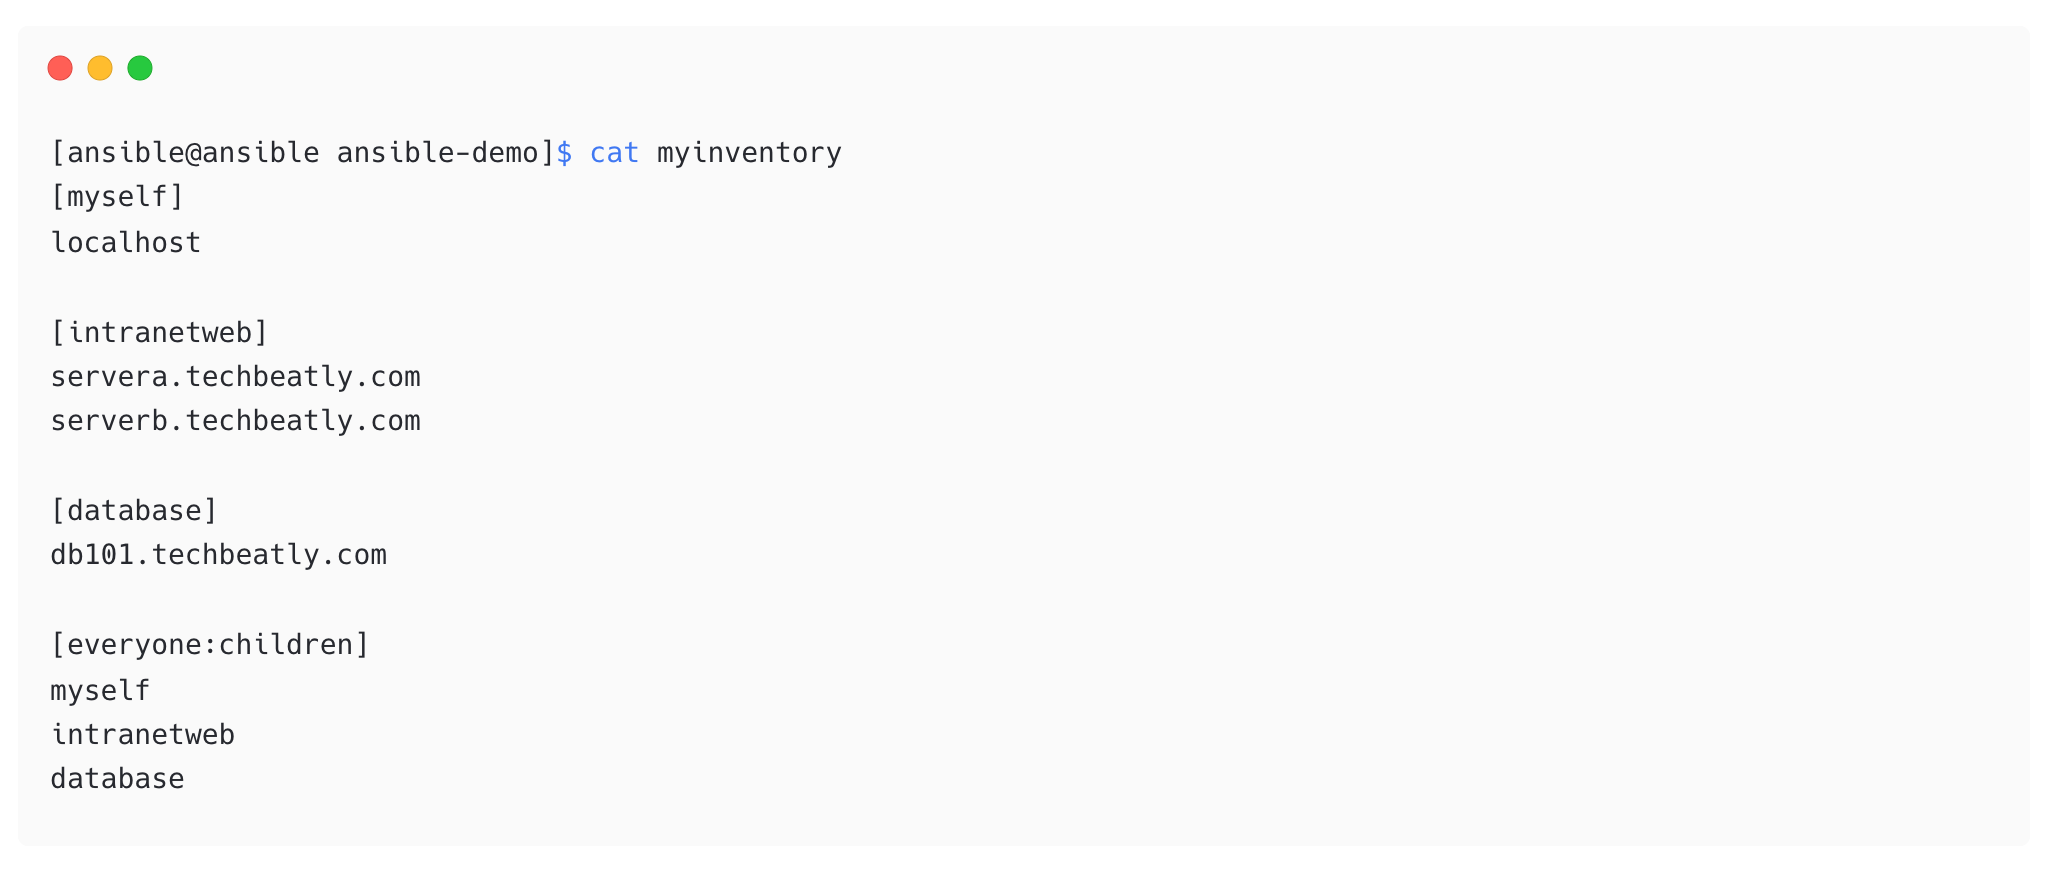 [ansible@ansible ansible-demo]$ cat myinventory
[myself]
localhost
[intranetweb]
servera.techbeatly.com
serverb.techbeatly.com
[database]
db101.techbeatly.com
[everyone:children]
myself
intranetweb
database